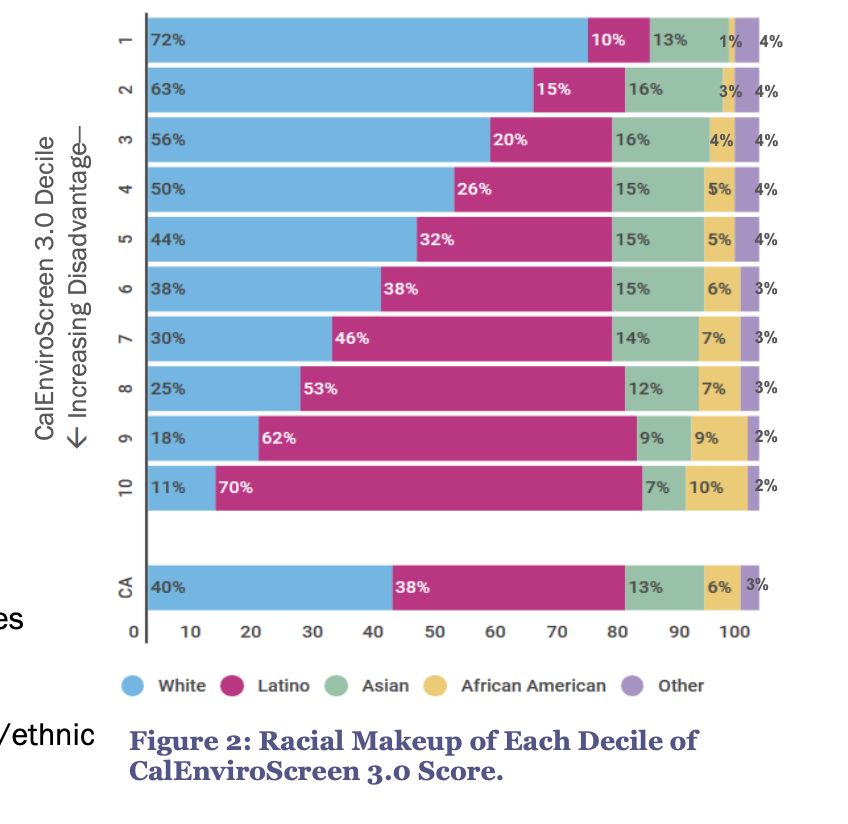 CalEnviroScreen 3.0 Decile
← Increasing Disadvantage—
1 72% 10% 13% 1% 4%
2 63% 15% 16% 3% 4%
3 56% 20% 16% 4% 4%
4 50% 26% 15% 5% 4%
5 44% 32% 15% 5% 4%
6 38% 38% 15% 6% 3%
7 30% 46% 14% 7% 3%
8 25% 53% 12% 7% 3%
9 18% 62% 9% 9% 2%
10 11% 70% 7% 10% 2%
CA 40% 38% 13% 6% 3%
es
0 10 20 30 40 50 60 70 80 90 100
White Latino Asian African American Other
/ethnic
Figure 2: Racial Makeup of Each Decile of
CalEnviroScreen 3.0 Score.